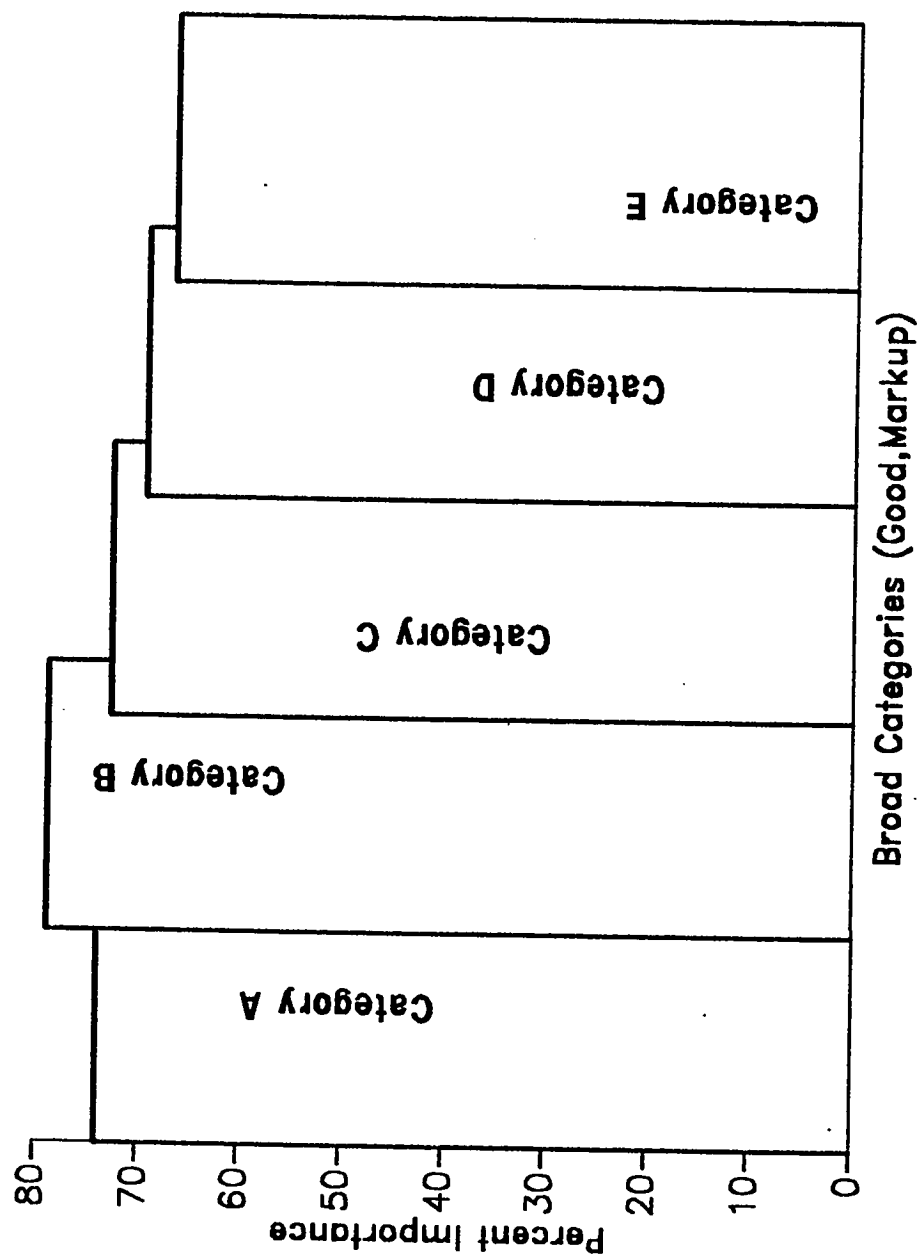 Percent Importance
80
70
60
50
40
30
20
10
0
Category A
Category B
Category C
Category D
Category E
Broad Categories (Good,Markup)